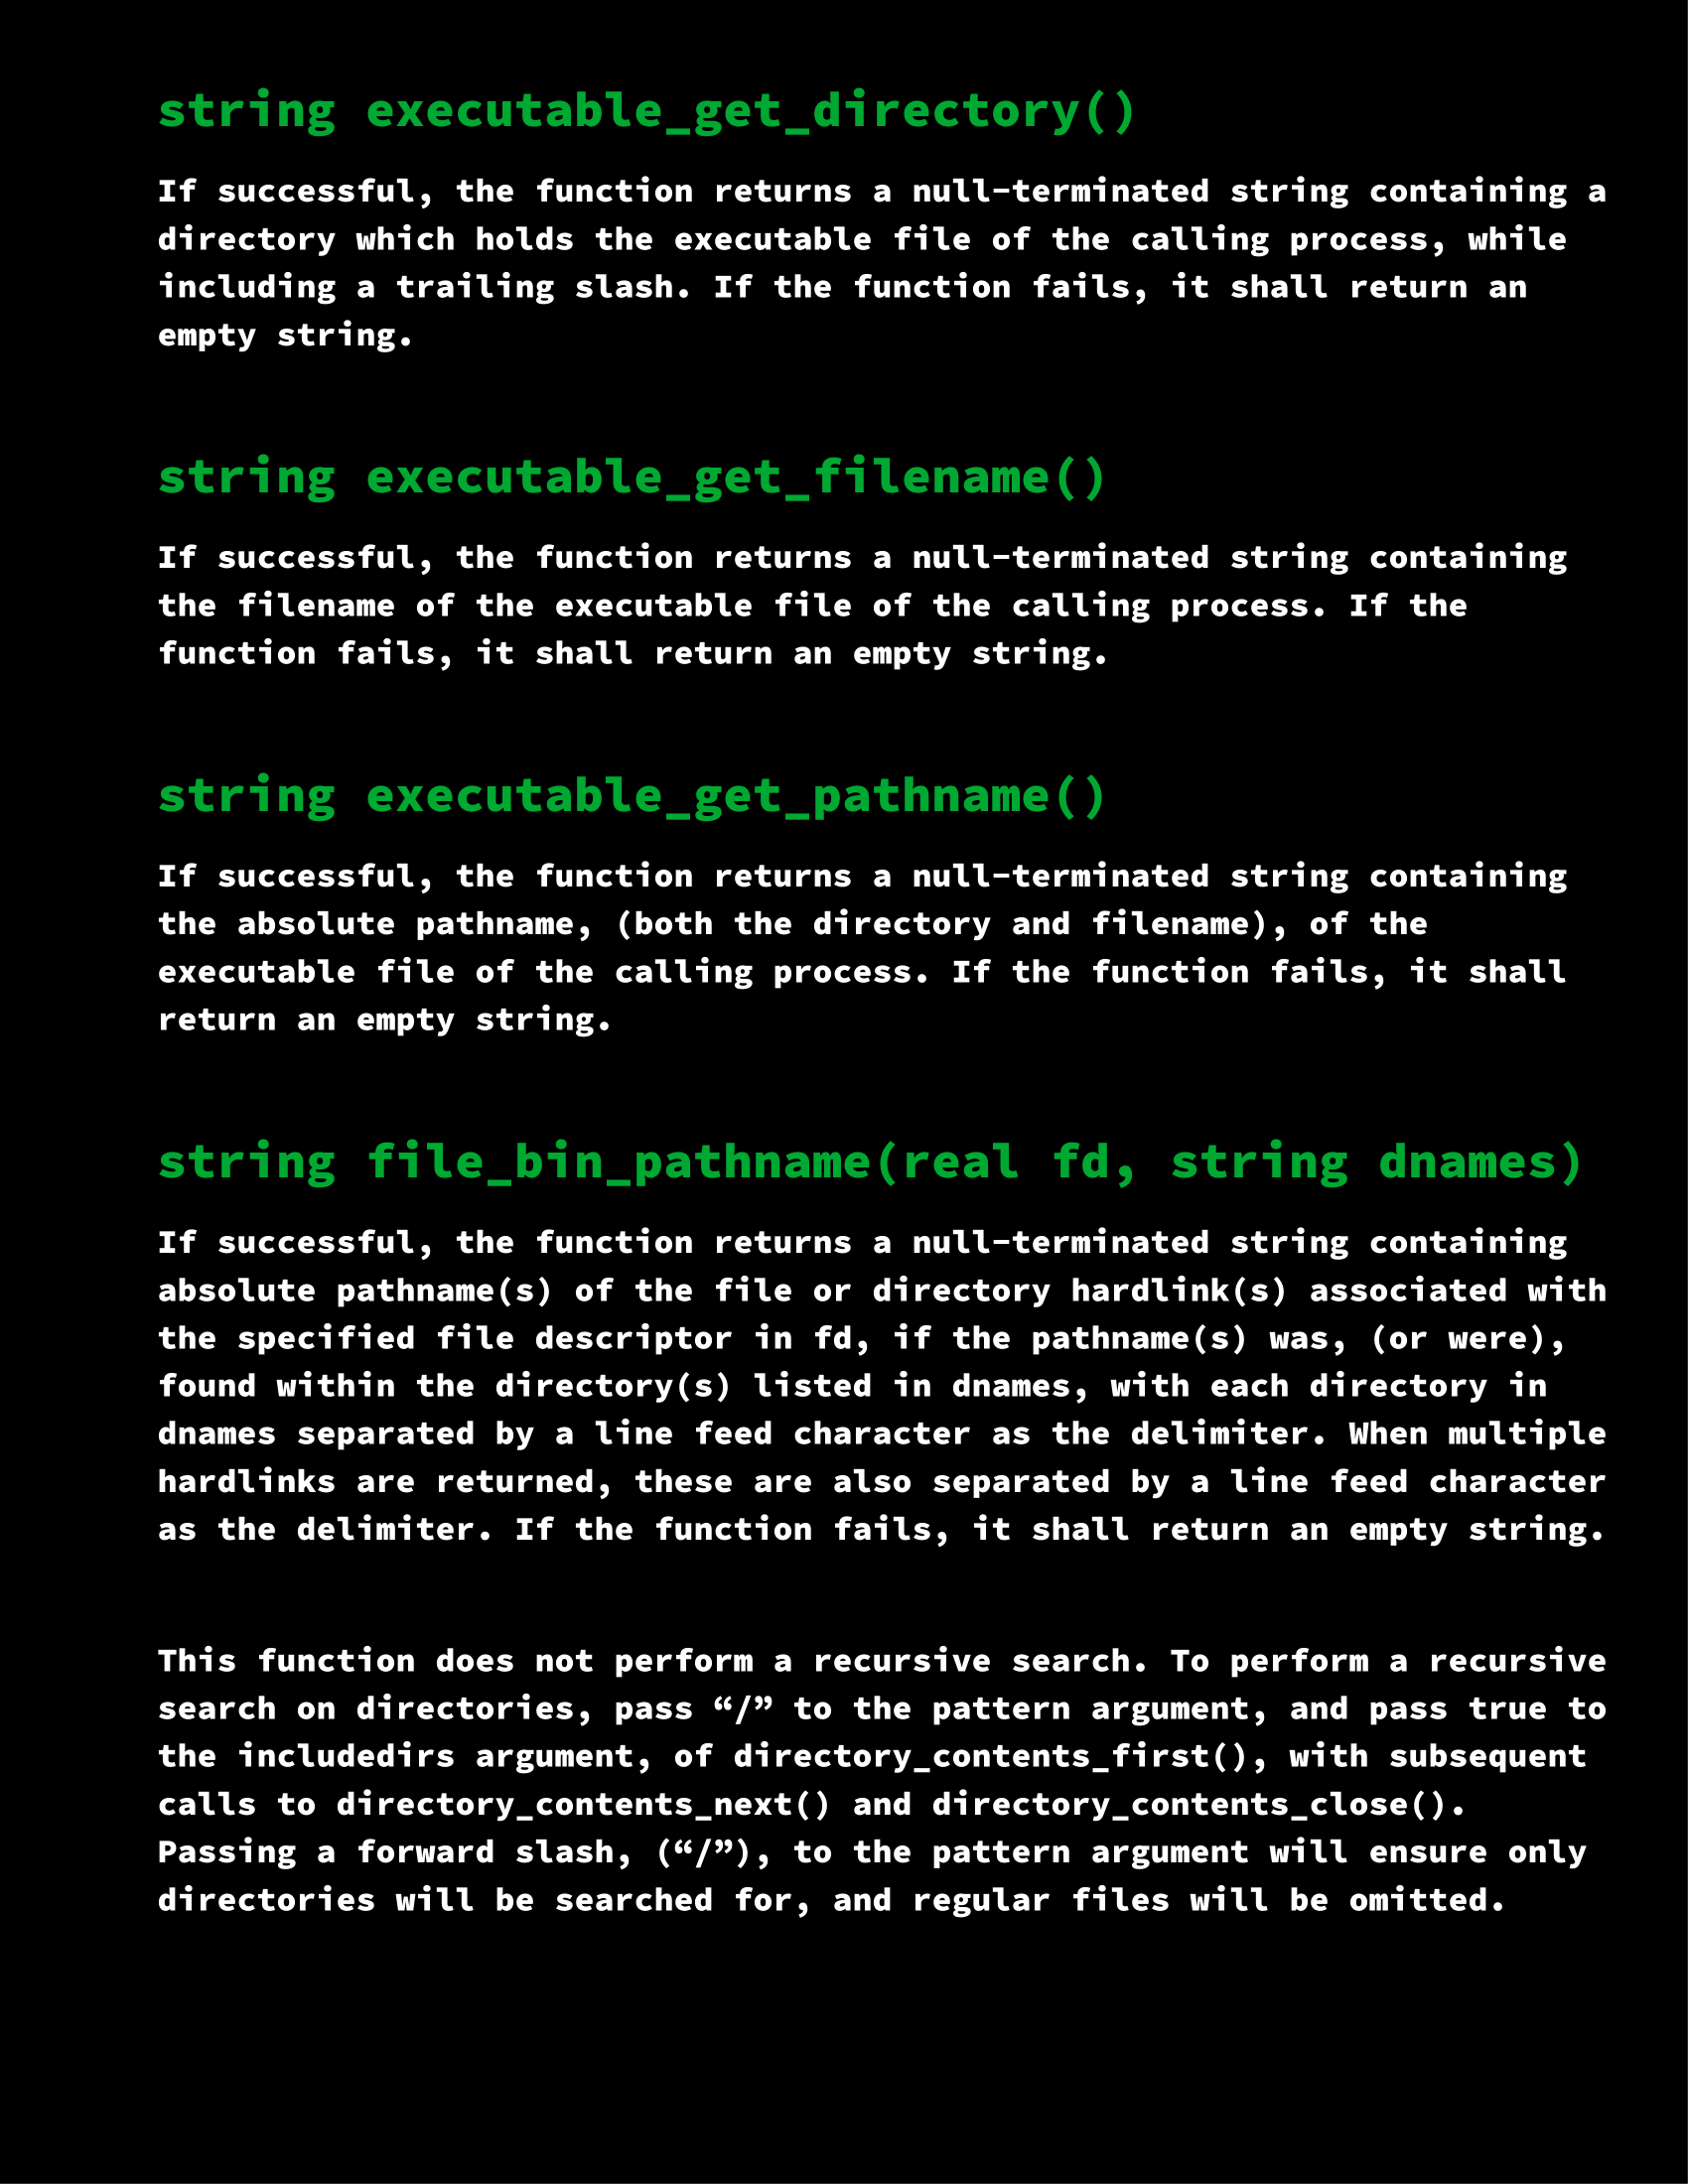 string executable_get_directory()
If successful, the function returns a null-terminated string containing a
directory which holds the executable file of the calling process, while
including a trailing slash. If the function fails, it shall return an
empty string.
string executable_get_filename()
If successful, the function returns a null-terminated string containing
the filename of the executable file of the calling process. If the
function fails, it shall return an empty string.
string executable_get_pathname()
If successful, the function returns a null-terminated string containing
the absolute pathname, (both the directory and filename), of the
executable file of the calling process. If the function fails, it shall
return an empty string.
string file_bin_pathname(real fd, string dnames)
If successful, the function returns a null-terminated string containing
absolute pathname(s) of the file or directory hardlink(s) associated with
the specified file descriptor in fd, if the pathname(s) was, (or were),
found within the directory(s) listed in dnames, with each directory in
dnames separated by a line feed character as the delimiter. When multiple
hardlinks are returned, these are also separated by a line feed character
as the delimiter. If the function fails, it shall return an empty string.
This function does not perform a recursive search. To perform a recursive
search on directories, pass “/” to the pattern argument, and pass true to
the includedirs argument, of directory_contents_first(), with subsequent
calls to directory_contents_next() and directory_contents_close().
Passing a forward slash, (“/”), to the pattern argument will ensure only
directories will be searched for, and regular files will be omitted.